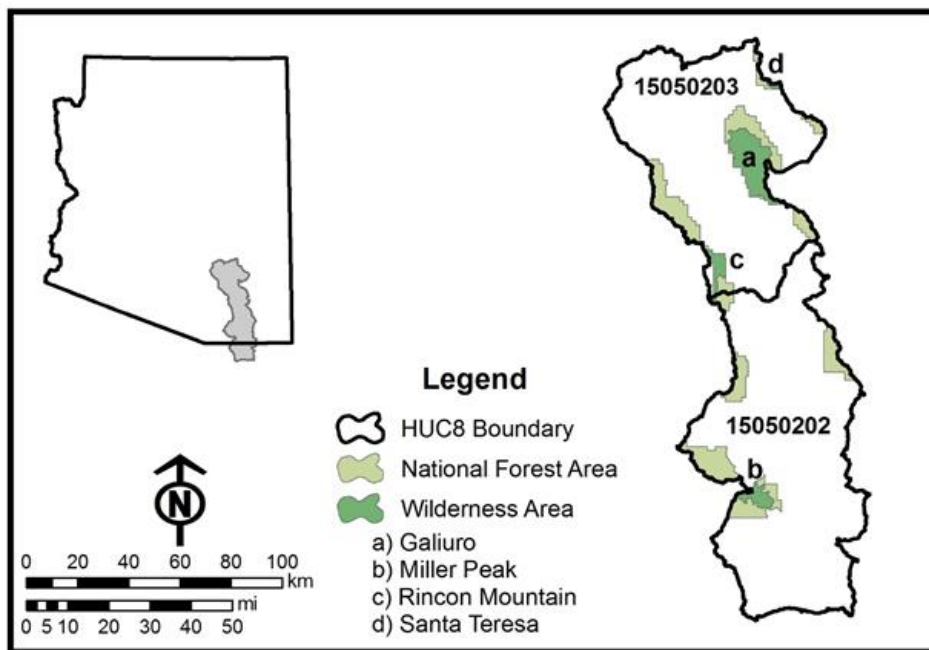 d
15050203
a
c
Legend
HUC8 Boundary
National Forest Area
Wilderness Area
a) Galiuro
b) Miller Peak
c) Rincon Mountain
d) Santa Teresa
15050202
b
N
0 20 40 60 80 100
km
mi
0 5 10 20 30 40 50